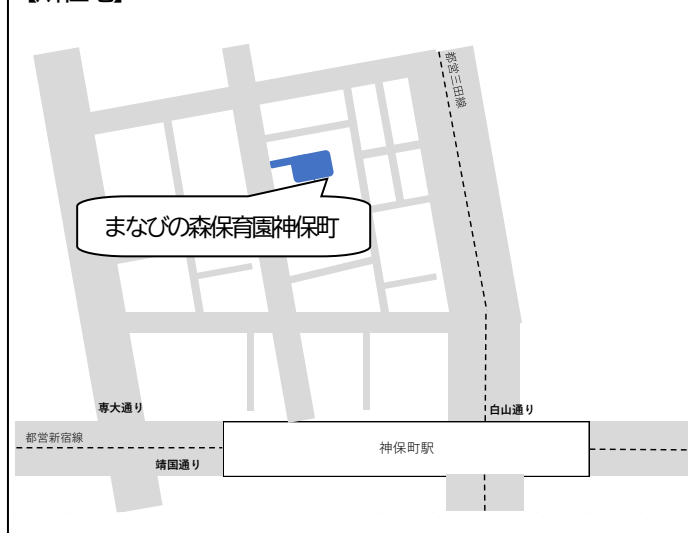 都営三田線
まなびの森保育園神保町
専大通り
白山通り
都営新宿線
神保町駅
靖国通り